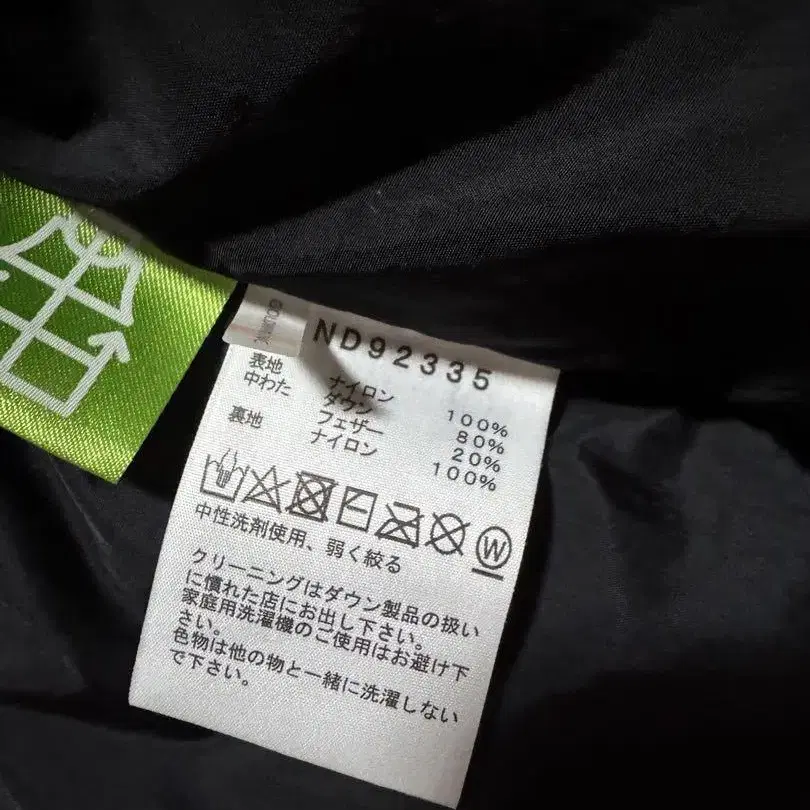 ND92335
表地 ナイロン 100%
中わた ダウン 80%
フェザー 20%
裏地 ナイロン 100%
W
中性洗剤使用、弱く絞る
クリーニングはダウン製品の扱い
に慣れた店にお出し下さい。
家庭用洗濯機のご使用はお避け下
さい。
色物は他の物と一緒に洗濯しない
で下さい。